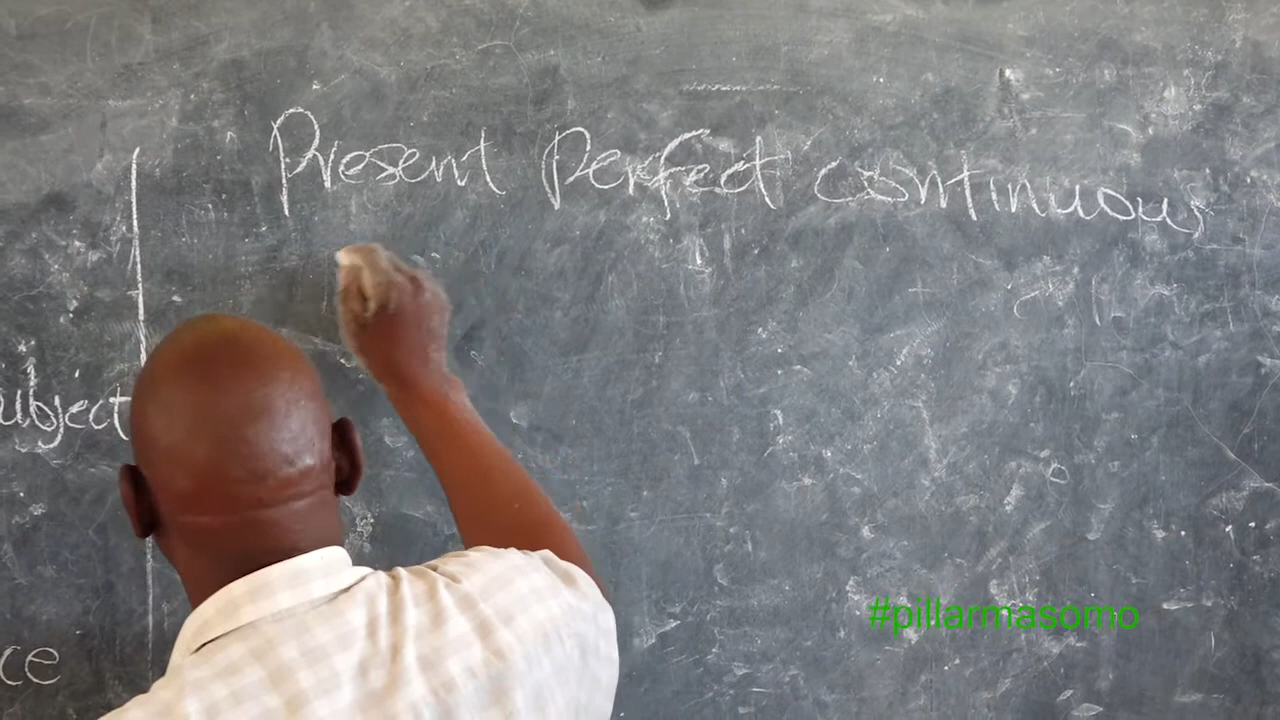 Present Perfect continuous
ubject
ce
#pillarmasomo